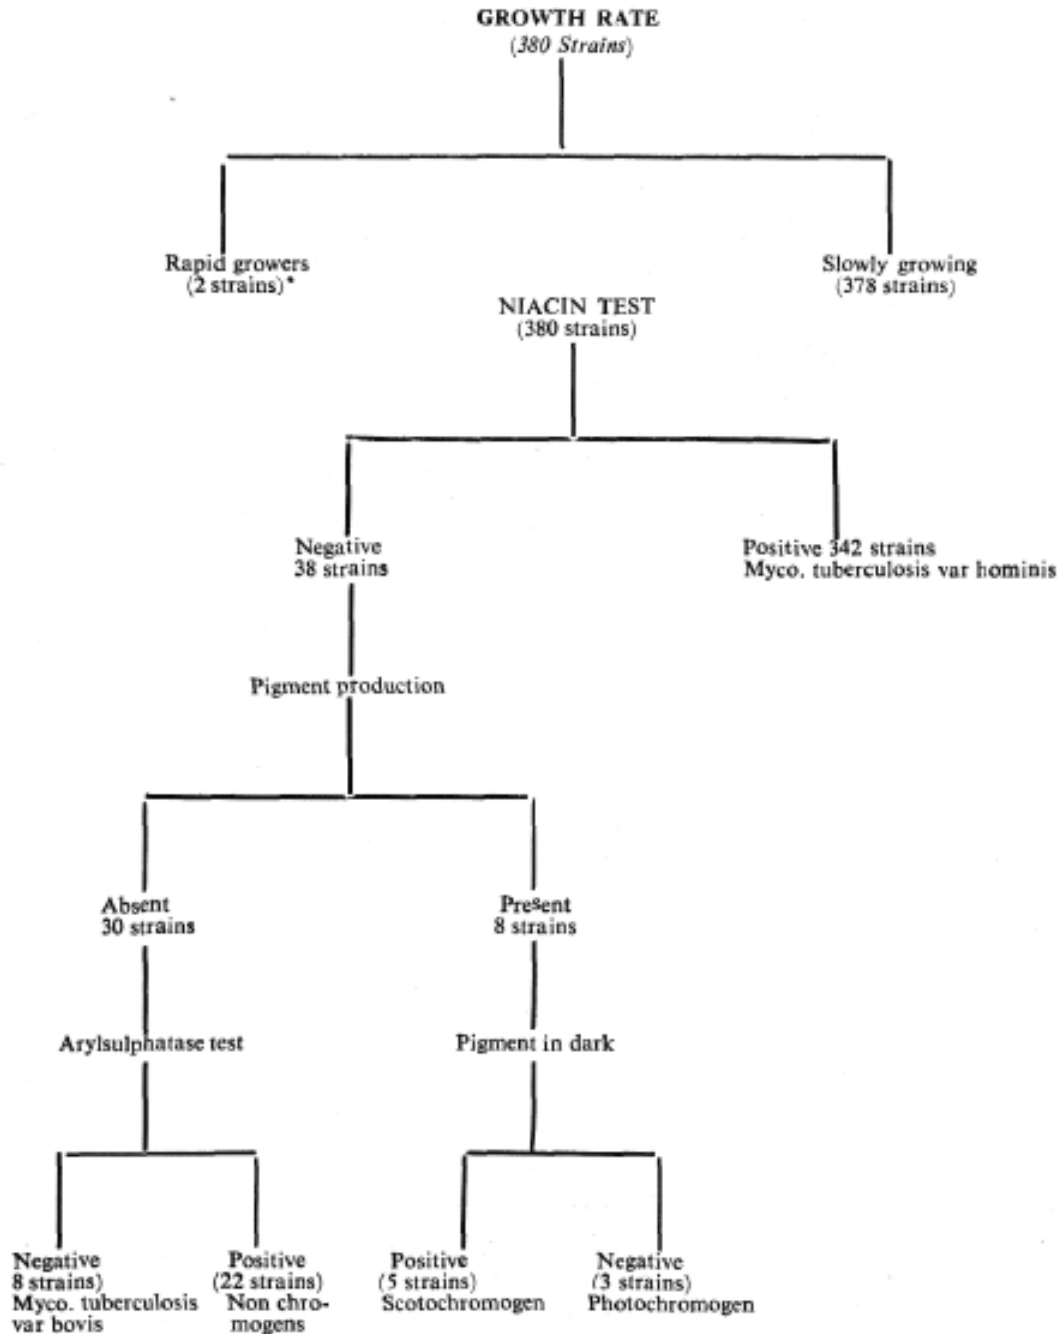 GROWTH RATE
(380 Strains)
Rapid growers
(2 strains)*
Slowly growing
(378 strains)
NIACIN TEST
(380 strains)
Negative
38 strains
Positive 342 strains
Myco. tuberculosis var hominis
Pigment production
Absent
30 strains
Present
8 strains
Arylsulphatase test
Pigment in dark
Negative
8 strains)
Myco. tuberculosis
var bovis
Positive
(22 strains)
Non chro-
mogens
Positive
(5 strains)
Scotochromogen
Negative
(3 strains)
Photochromogen